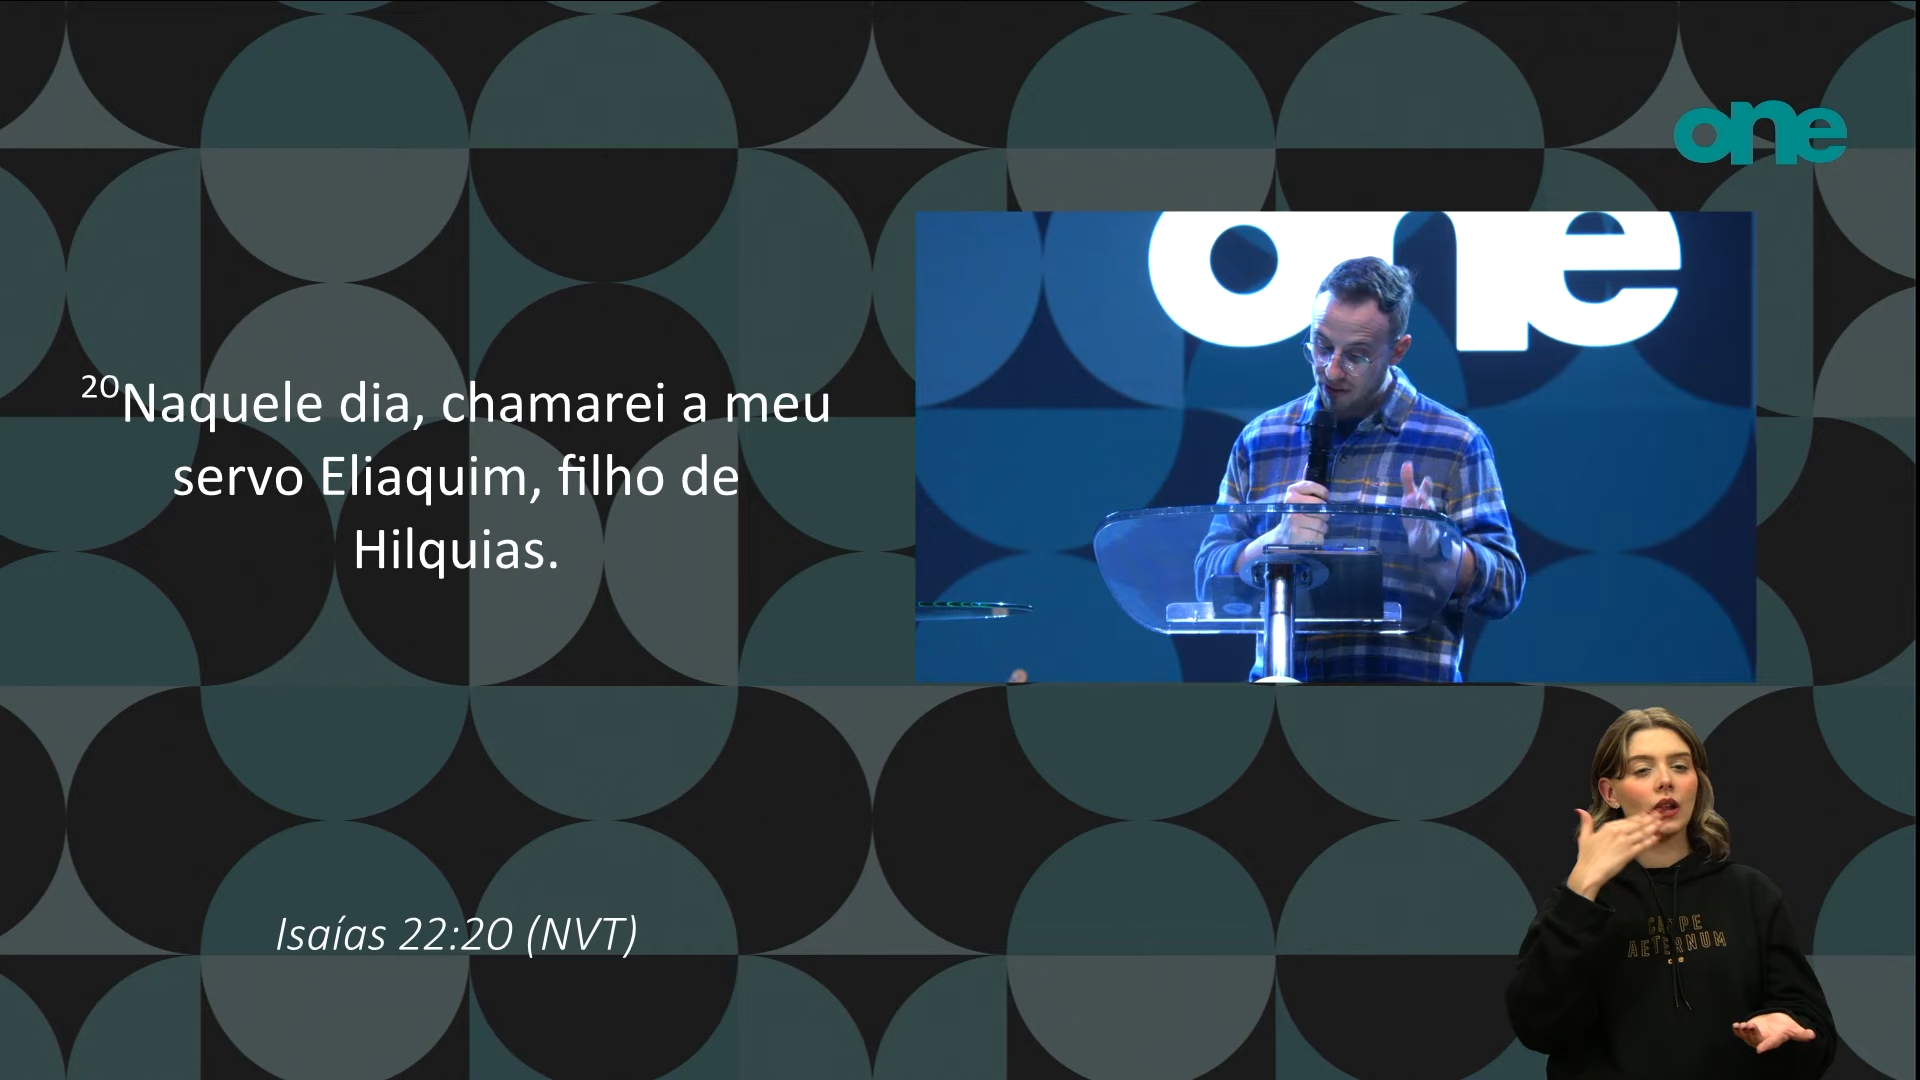 one
one
²⁰Naquele dia, chamarei a meu
servo Eliaquim, filho de
Hilquias.
Isaías 22:20 (NVT)
CARPE
AETERNUM